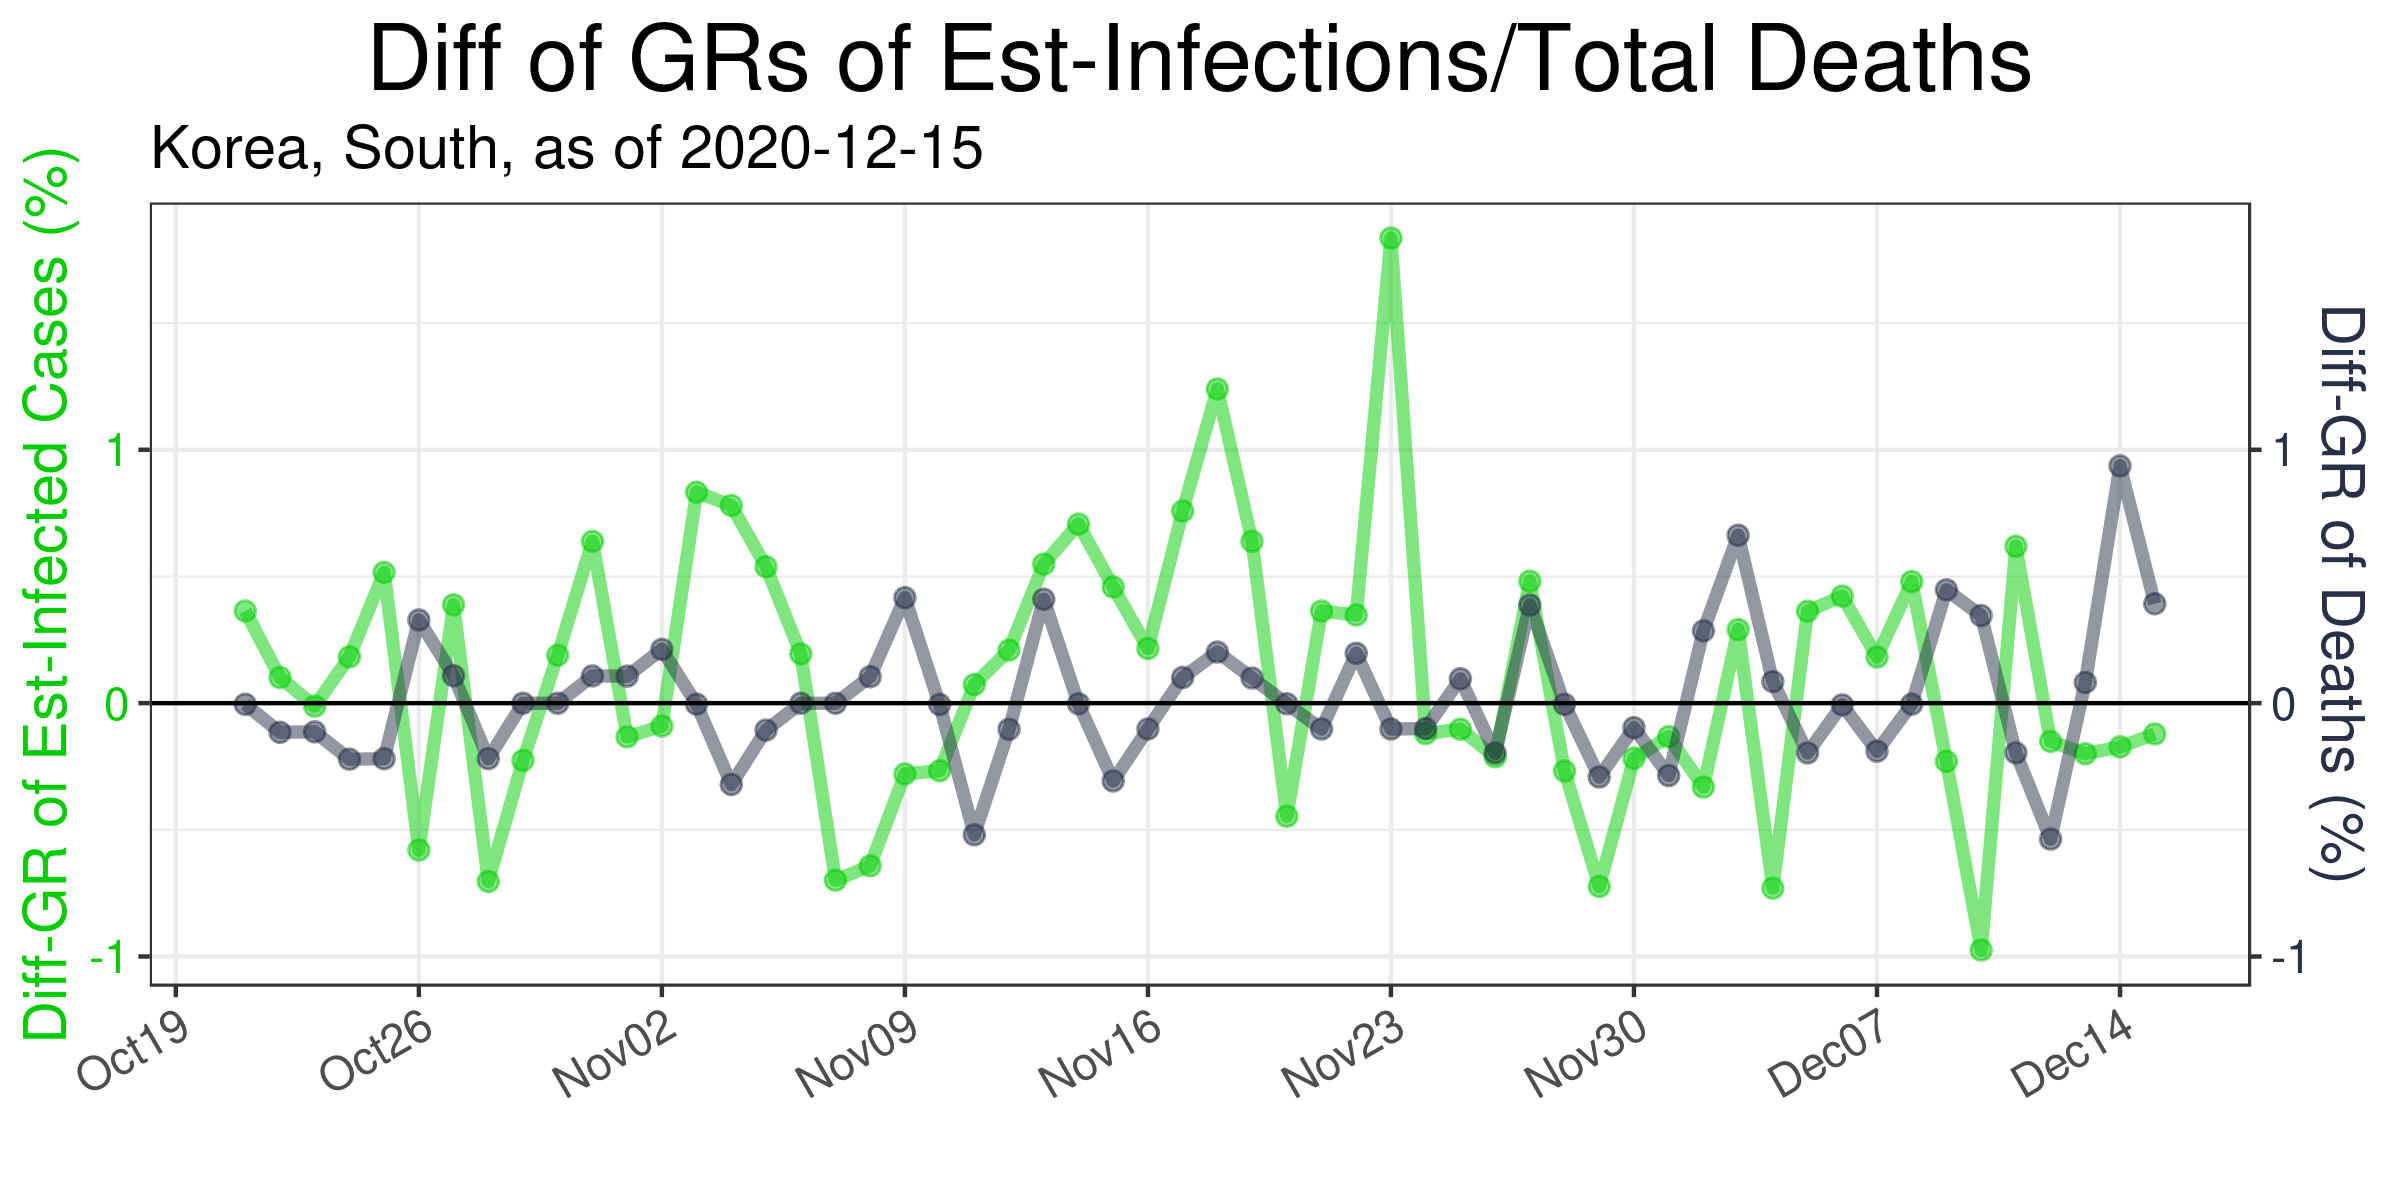 Diff of GRs of Est-Infections/Total Deaths
Korea, South, as of 2020-12-15
Diff-GR of Est-Infected Cases (%)
1
0
-1
1
0
-1
Diff-GR of Deaths (%)
Oct19
Oct26
Nov02
Nov09
Nov16
Nov23
Nov30
Dec07
Dec14